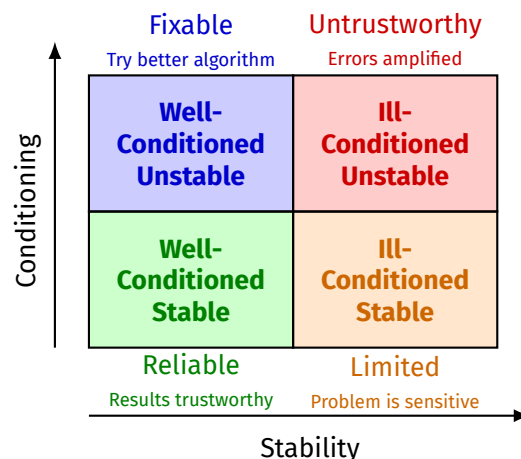 Fixable
Try better algorithm
Untrustworthy
Errors amplified
Well-
Conditioned
Unstable
Ill-
Conditioned
Unstable
Conditioning
Well-
Conditioned
Stable
Ill-
Conditioned
Stable
Reliable
Results trustworthy
Limited
Problem is sensitive
Stability